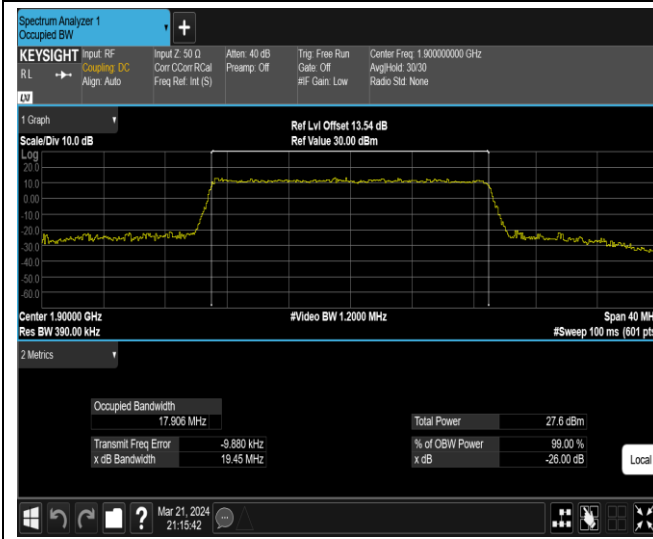 Spectrum Analyzer 1
Occupied BW
+
KEYSIGHT Input: RF Input Z: 50 Ω Atten: 40 dB Trig: Free Run Center Freq: 1.900000000 GHz
RL Coupling: DC Corr CCorr RCal Preamp: Off Gate: Off Avg|Hold: 30/30
Align: Auto Freq Ref: Int (S) #IF Gain: Low Radio Std: None
LXI
1 Graph
Ref Lvl Offset 13.54 dB
Scale/Div 10.0 dB Ref Value 30.00 dBm
Log
20.0
10.0
0.00
-10.0
-20.0
-30.0
-40.0
-50.0
-60.0
Center 1.90000 GHz #Video BW 1.2000 MHz Span 40 MH
Res BW 390.00 kHz #Sweep 100 ms (601 pts
2 Metrics
Occupied Bandwidth
17.906 MHz Total Power 27.6 dBm
Transmit Freq Error -9.880 kHz % of OBW Power 99.00 %
x dB Bandwidth 19.45 MHz x dB -26.00 dB
Local
? Mar 21, 2024
21:15:42